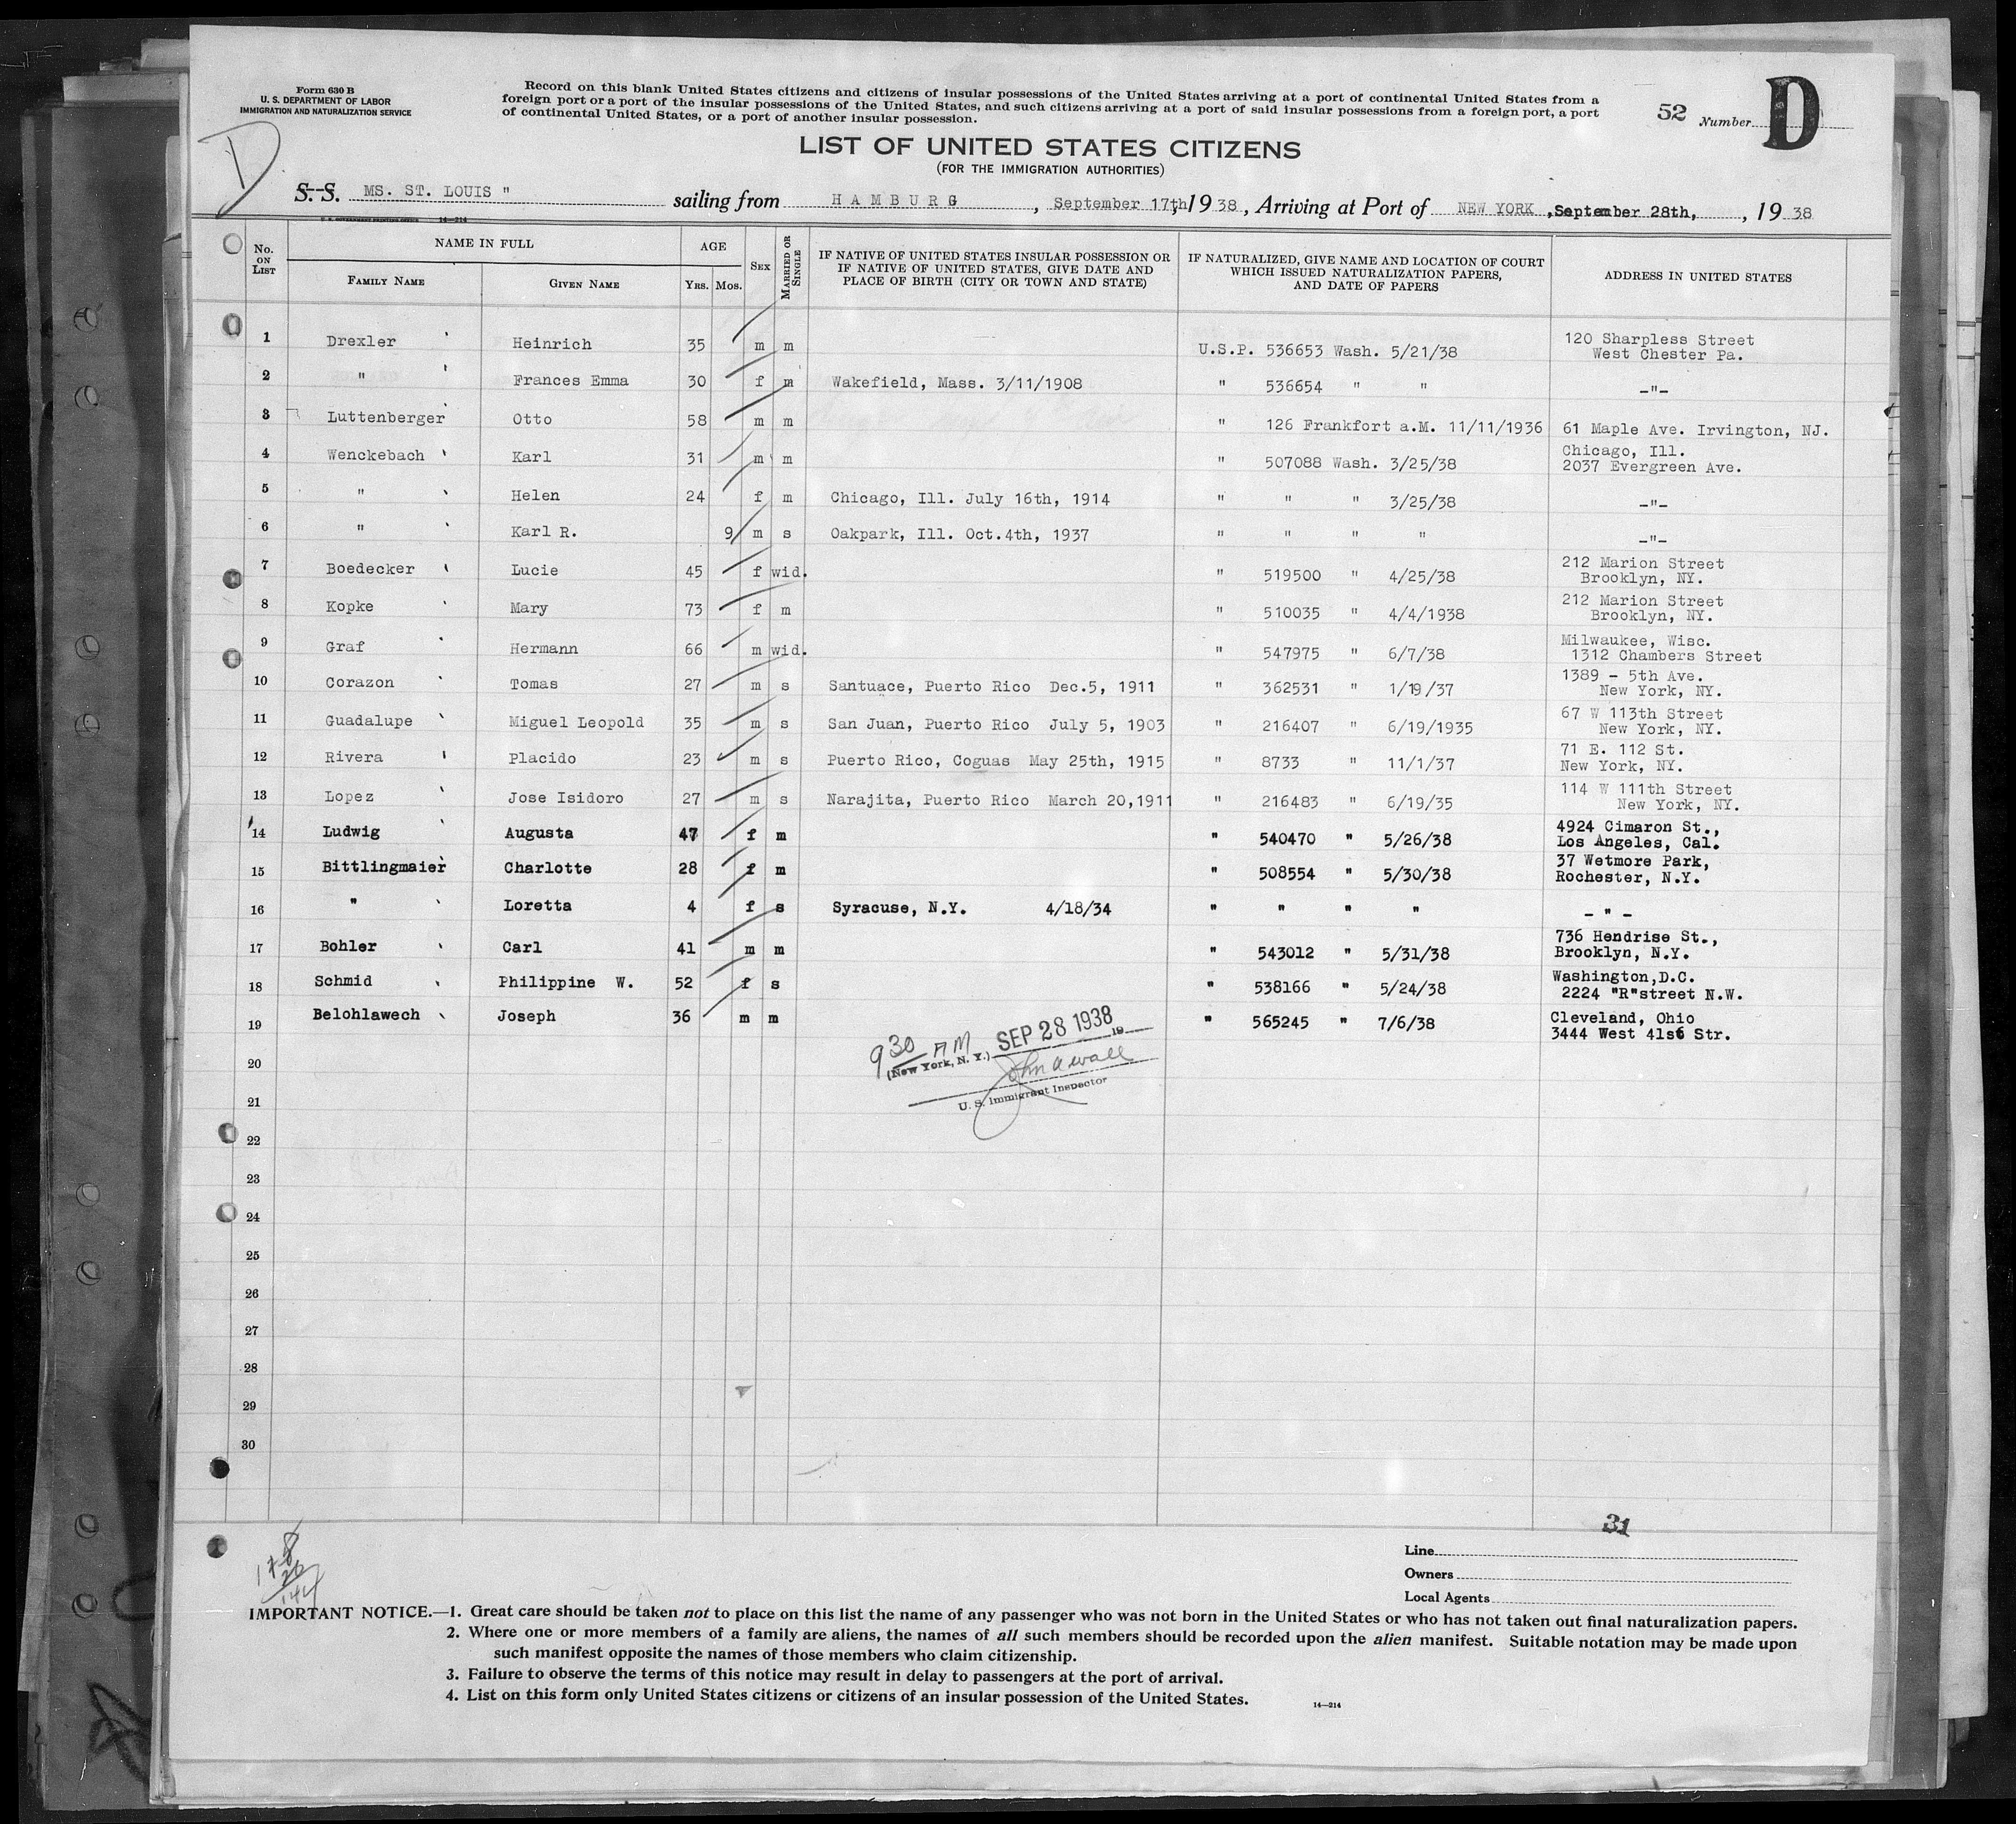 Form 630 B
U. S. DEPARTMENT OF LABOR
IMMIGRATION AND NATURALIZATION SERVICE
Record on this blank United States citizens and citizens of insular possessions of the United States arriving at a port of continental United States from a
foreign port or a port of the insular possessions of the United States, and such citizens arriving at a port of said insular possessions from a foreign port, a port
of continental United States, or a port of another insular possession.
52 Number D
D
LIST OF UNITED STATES CITIZENS
(FOR THE IMMIGRATION AUTHORITIES)
S. S. MS. ST. LOUIS " sailing from HAMBURG, September 17th, 1938, Arriving at Port of NEW YORK, September 28th, , 1938
U. S. GOVERNMENT PRINTING OFFICE 14—214
No. ON LIST NAME IN FULL AGE SEX MARRIED OR SINGLE IF NATIVE OF UNITED STATES INSULAR POSSESSION OR IF NATIVE OF UNITED STATES, GIVE DATE AND PLACE OF BIRTH (CITY OR TOWN AND STATE) IF NATURALIZED, GIVE NAME AND LOCATION OF COURT WHICH ISSUED NATURALIZATION PAPERS, AND DATE OF PAPERS ADDRESS IN UNITED STATES
FAMILY NAME GIVEN NAME YRS. MOS.
1 Drexler Heinrich 35 m m U.S.P. 536653 Wash. 5/21/38 120 Sharpless Street
West Chester Pa.
2 " Frances Emma 30 f m Wakefield, Mass. 3/11/1908 " 536654 " " -"-
3 Luttenberger Otto 58 m m " 126 Frankfort a.M. 11/11/1936 61 Maple Ave. Irvington, NJ.
4 Wenckebach Karl 31 m m " 507088 Wash. 3/25/38 Chicago, Ill.
2037 Evergreen Ave.
5 " Helen 24 f m Chicago, Ill. July 16th, 1914 " " " 3/25/38 -"-
6 " Karl R. 9 m s Oakpark, Ill. Oct.4th, 1937 " " " " -"-
7 Boedecker Lucie 45 f wid. " 519500 " 4/25/38 212 Marion Street
Brooklyn, NY.
8 Kopke Mary 73 f m " 510035 " 4/4/1938 212 Marion Street
Brooklyn, NY.
9 Graf Hermann 66 m wid. " 547975 " 6/7/38 Milwaukee, Wisc.
1312 Chambers Street
10 Corazon Tomas 27 m s Santuace, Puerto Rico Dec.5, 1911 " 362531 " 1/19/37 1389 - 5th Ave.
New York, NY.
11 Guadalupe Miguel Leopold 35 m s San Juan, Puerto Rico July 5, 1903 " 216407 " 6/19/1935 67 W 113th Street
New York, NY.
12 Rivera Placido 23 m s Puerto Rico, Coguas May 25th, 1915 " 8733 " 11/1/37 71 E. 112 St.
New York, NY.
13 Lopez Jose Isidoro 27 m s Narajita, Puerto Rico March 20,1911 " 216483 " 6/19/35 114 W 111th Street
New York, NY.
14 Ludwig Augusta 47 f m " 540470 " 5/26/38 4924 Cimaron St.,
Los Angeles, Cal.
15 Bittlingmaier Charlotte 28 f m " 508554 " 5/30/38 37 Wetmore Park,
Rochester, N.Y.
16 " Loretta 4 f s Syracuse, N.Y. 4/18/34 " " " " - " -
17 Bohler Carl 41 m m " 543012 " 5/31/38 736 Hendrise St.,
Brooklyn, N.Y.
18 Schmid Philippine W. 52 f s " 538166 " 5/24/38 Washington,D.C.
2224 "R"street N.W.
19 Belohlawech Joseph 36 m m " 565245 " 7/6/38 Cleveland, Ohio
3444 West 41st Str.
930 AM SEP 28 1938 19
(New York, N. Y.)
John A Wall
U. S. Immigrant Inspector
20
21
22
23
24
25
26
27
28
29
30
31
178
26
144
Line
Owners
Local Agents
IMPORTANT NOTICE.—1. Great care should be taken not to place on this list the name of any passenger who was not born in the United States or who has not taken out final naturalization papers.
2. Where one or more members of a family are aliens, the names of all such members should be recorded upon the alien manifest. Suitable notation may be made upon
such manifest opposite the names of those members who claim citizenship.
3. Failure to observe the terms of this notice may result in delay to passengers at the port of arrival.
4. List on this form only United States citizens or citizens of an insular possession of the United States.
14—214